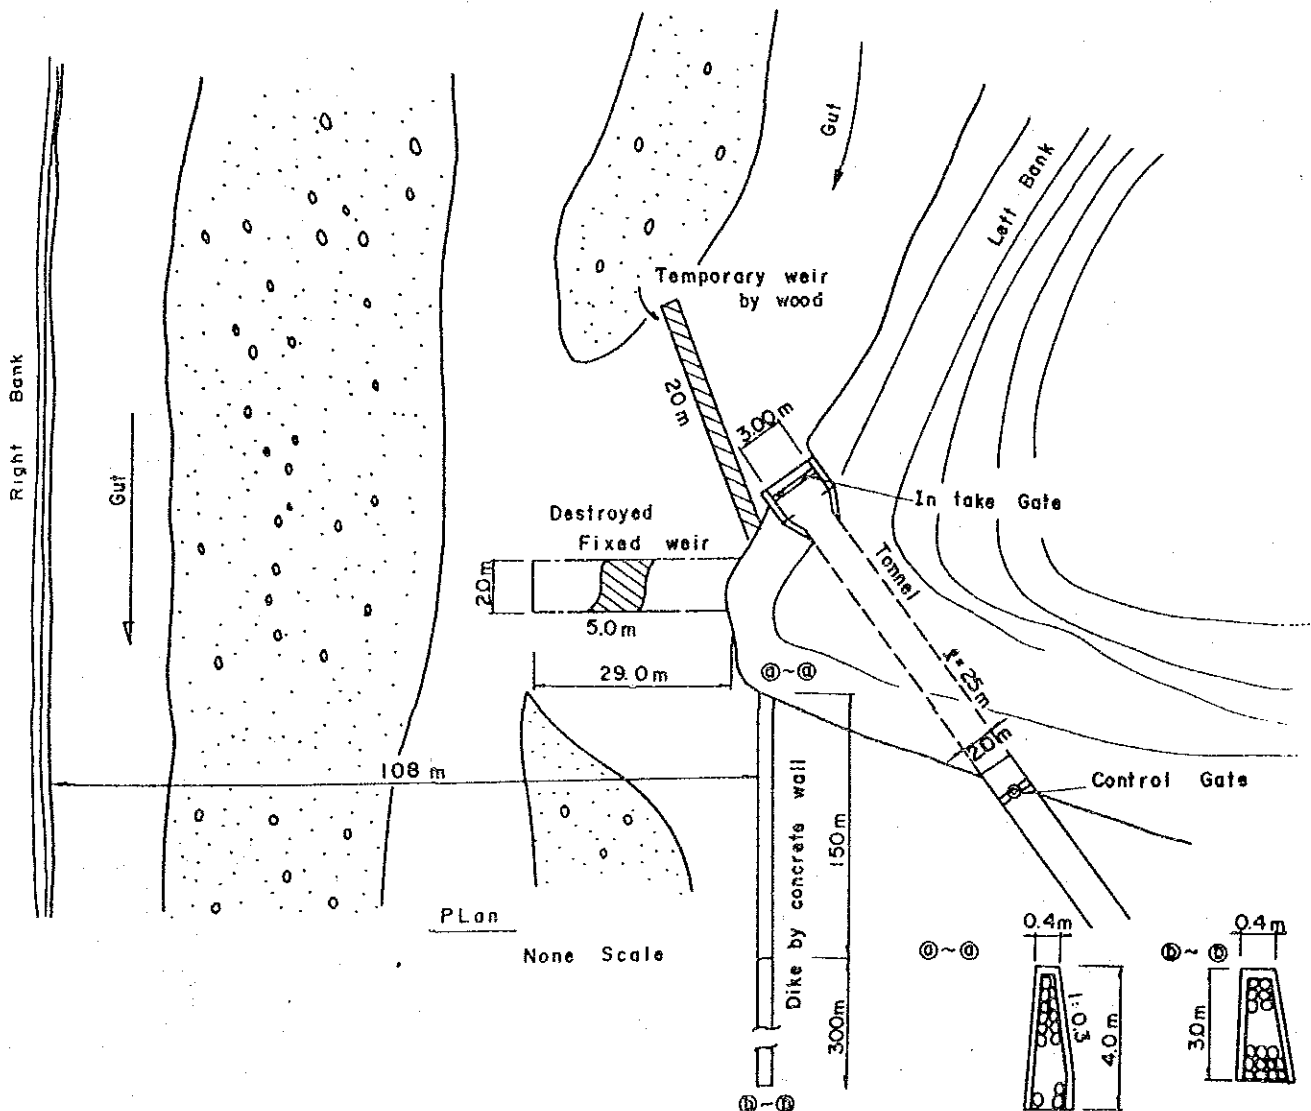 Gut
Left Bank
Temporary weir
by wood
Right Bank
20 m
3.00 m
Gut
In take Gate
Destroyed
Fixed weir
Tonnel
2.0 m
5.0 m
ℓ = 25 m
29.0 m
ⓐ ~ ⓐ
2.0 m
108 m
Control Gate
Dike by concrete wall
150 m
PLan
None Scale
300 m
ⓐ ~ ⓐ
0.4 m
1:0.3
4.0 m
ⓑ ~ ⓑ
0.4 m
3.0 m
ⓑ ~ ⓑ